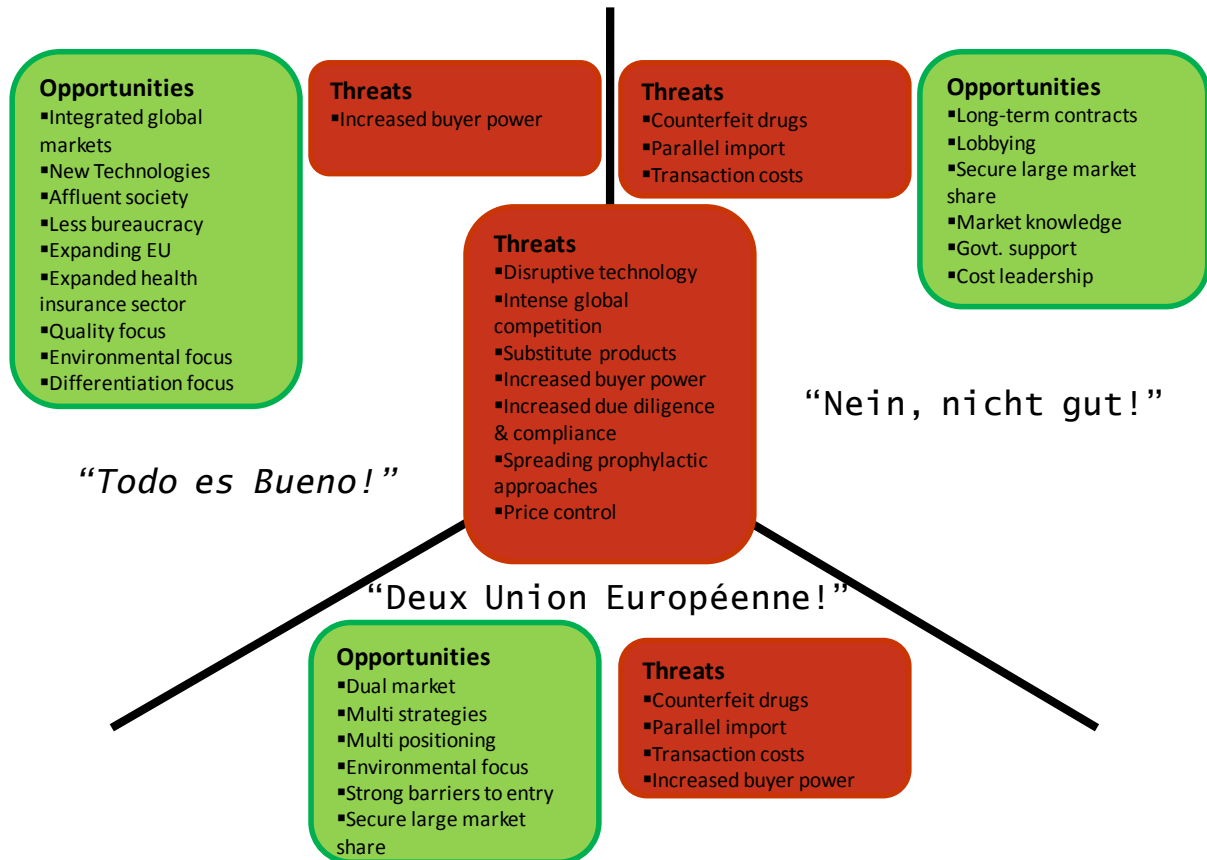 Opportunities
▪Integrated global
markets
▪New Technologies
▪Affluent society
▪Less bureaucracy
▪Expanding EU
▪Expanded health
insurance sector
▪Quality focus
▪Environmental focus
▪Differentiation focus
Threats
▪Increased buyer power
Threats
▪Counterfeit drugs
▪Parallel import
▪Transaction costs
Opportunities
▪Long-term contracts
▪Lobbying
▪Secure large market
share
▪Market knowledge
▪Govt. support
▪Cost leadership
Threats
▪Disruptive technology
▪Intense global
competition
▪Substitute products
▪Increased buyer power
▪Increased due diligence
& compliance
▪Spreading prophylactic
approaches
▪Price control
“Nein, nicht gut!”
“Todo es Bueno!”
“Deux Union Européenne!”
Opportunities
▪Dual market
▪Multi strategies
▪Multi positioning
▪Environmental focus
▪Strong barriers to entry
▪Secure large market
share
Threats
▪Counterfeit drugs
▪Parallel import
▪Transaction costs
▪Increased buyer power